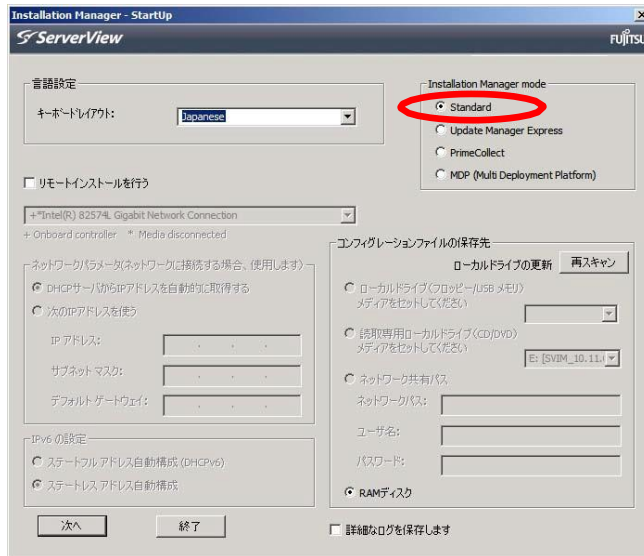 Installation Manager - StartUp
ServerView
FUJITSU
言語設定
キーボードレイアウト:
Japanese
Installation Manager mode
Standard
Update Manager Express
PrimeCollect
MDP (Multi Deployment Platform)
リモートインストールを行う
+*Intel(R) 82574L Gigabit Network Connection
+ Onboard controller * Media disconnected
ネットワークパラメータ(ネットワークに接続する場合、使用します)
DHCPサーバからIPアドレスを自動的に取得する
次のIPアドレスを使う
IP アドレス:
サブネット マスク:
デフォルト ゲートウェイ:
IPv6 の設定
ステートフル アドレス自動構成 (DHCPv6)
ステートレス アドレス自動構成
コンフィグレーションファイルの保存先
ローカルドライブの更新
再スキャン
ローカルドライブ(フロッピー/USB メモリ)
メディアをセットしてください
読取専用ローカルドライブ(CD/DVD)
メディアをセットしてください
E: [SVIM_10.11.
ネットワーク共有パス
ネットワークパス:
ユーザ名:
パスワード:
RAMディスク
次へ
終了
詳細なログを保存します